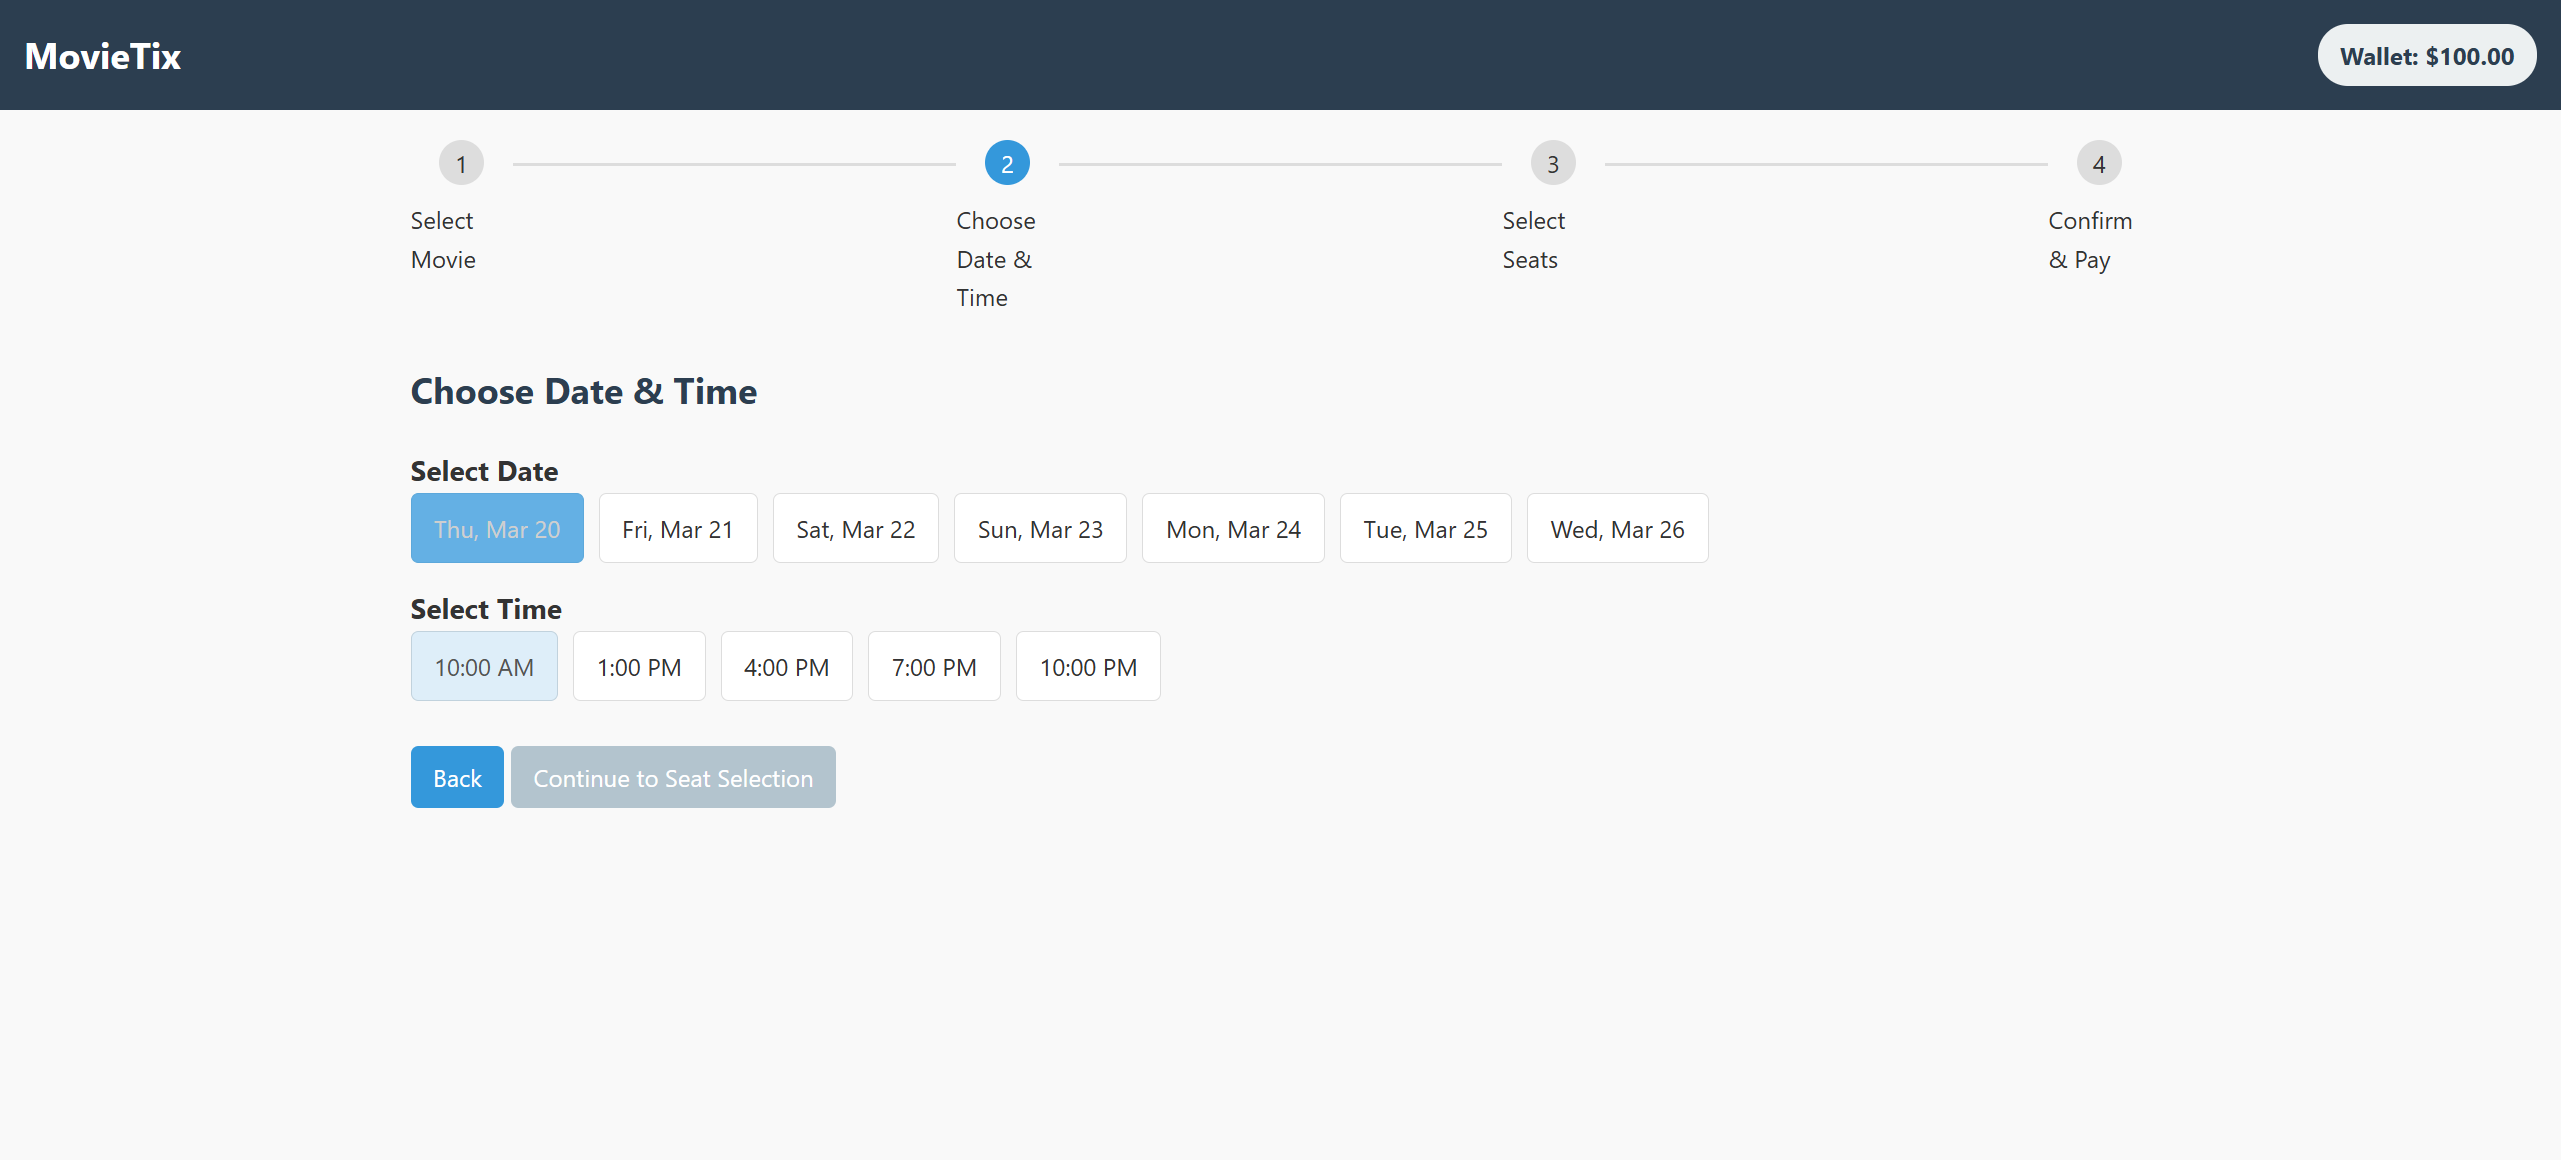 MovieTix
Wallet: $100.00
1
2
3
4
Select
Movie
Choose
Date &
Time
Select
Seats
Confirm
& Pay
Choose Date & Time
Select Date
Thu, Mar 20
Fri, Mar 21
Sat, Mar 22
Sun, Mar 23
Mon, Mar 24
Tue, Mar 25
Wed, Mar 26
Select Time
10:00 AM
1:00 PM
4:00 PM
7:00 PM
10:00 PM
Back
Continue to Seat Selection